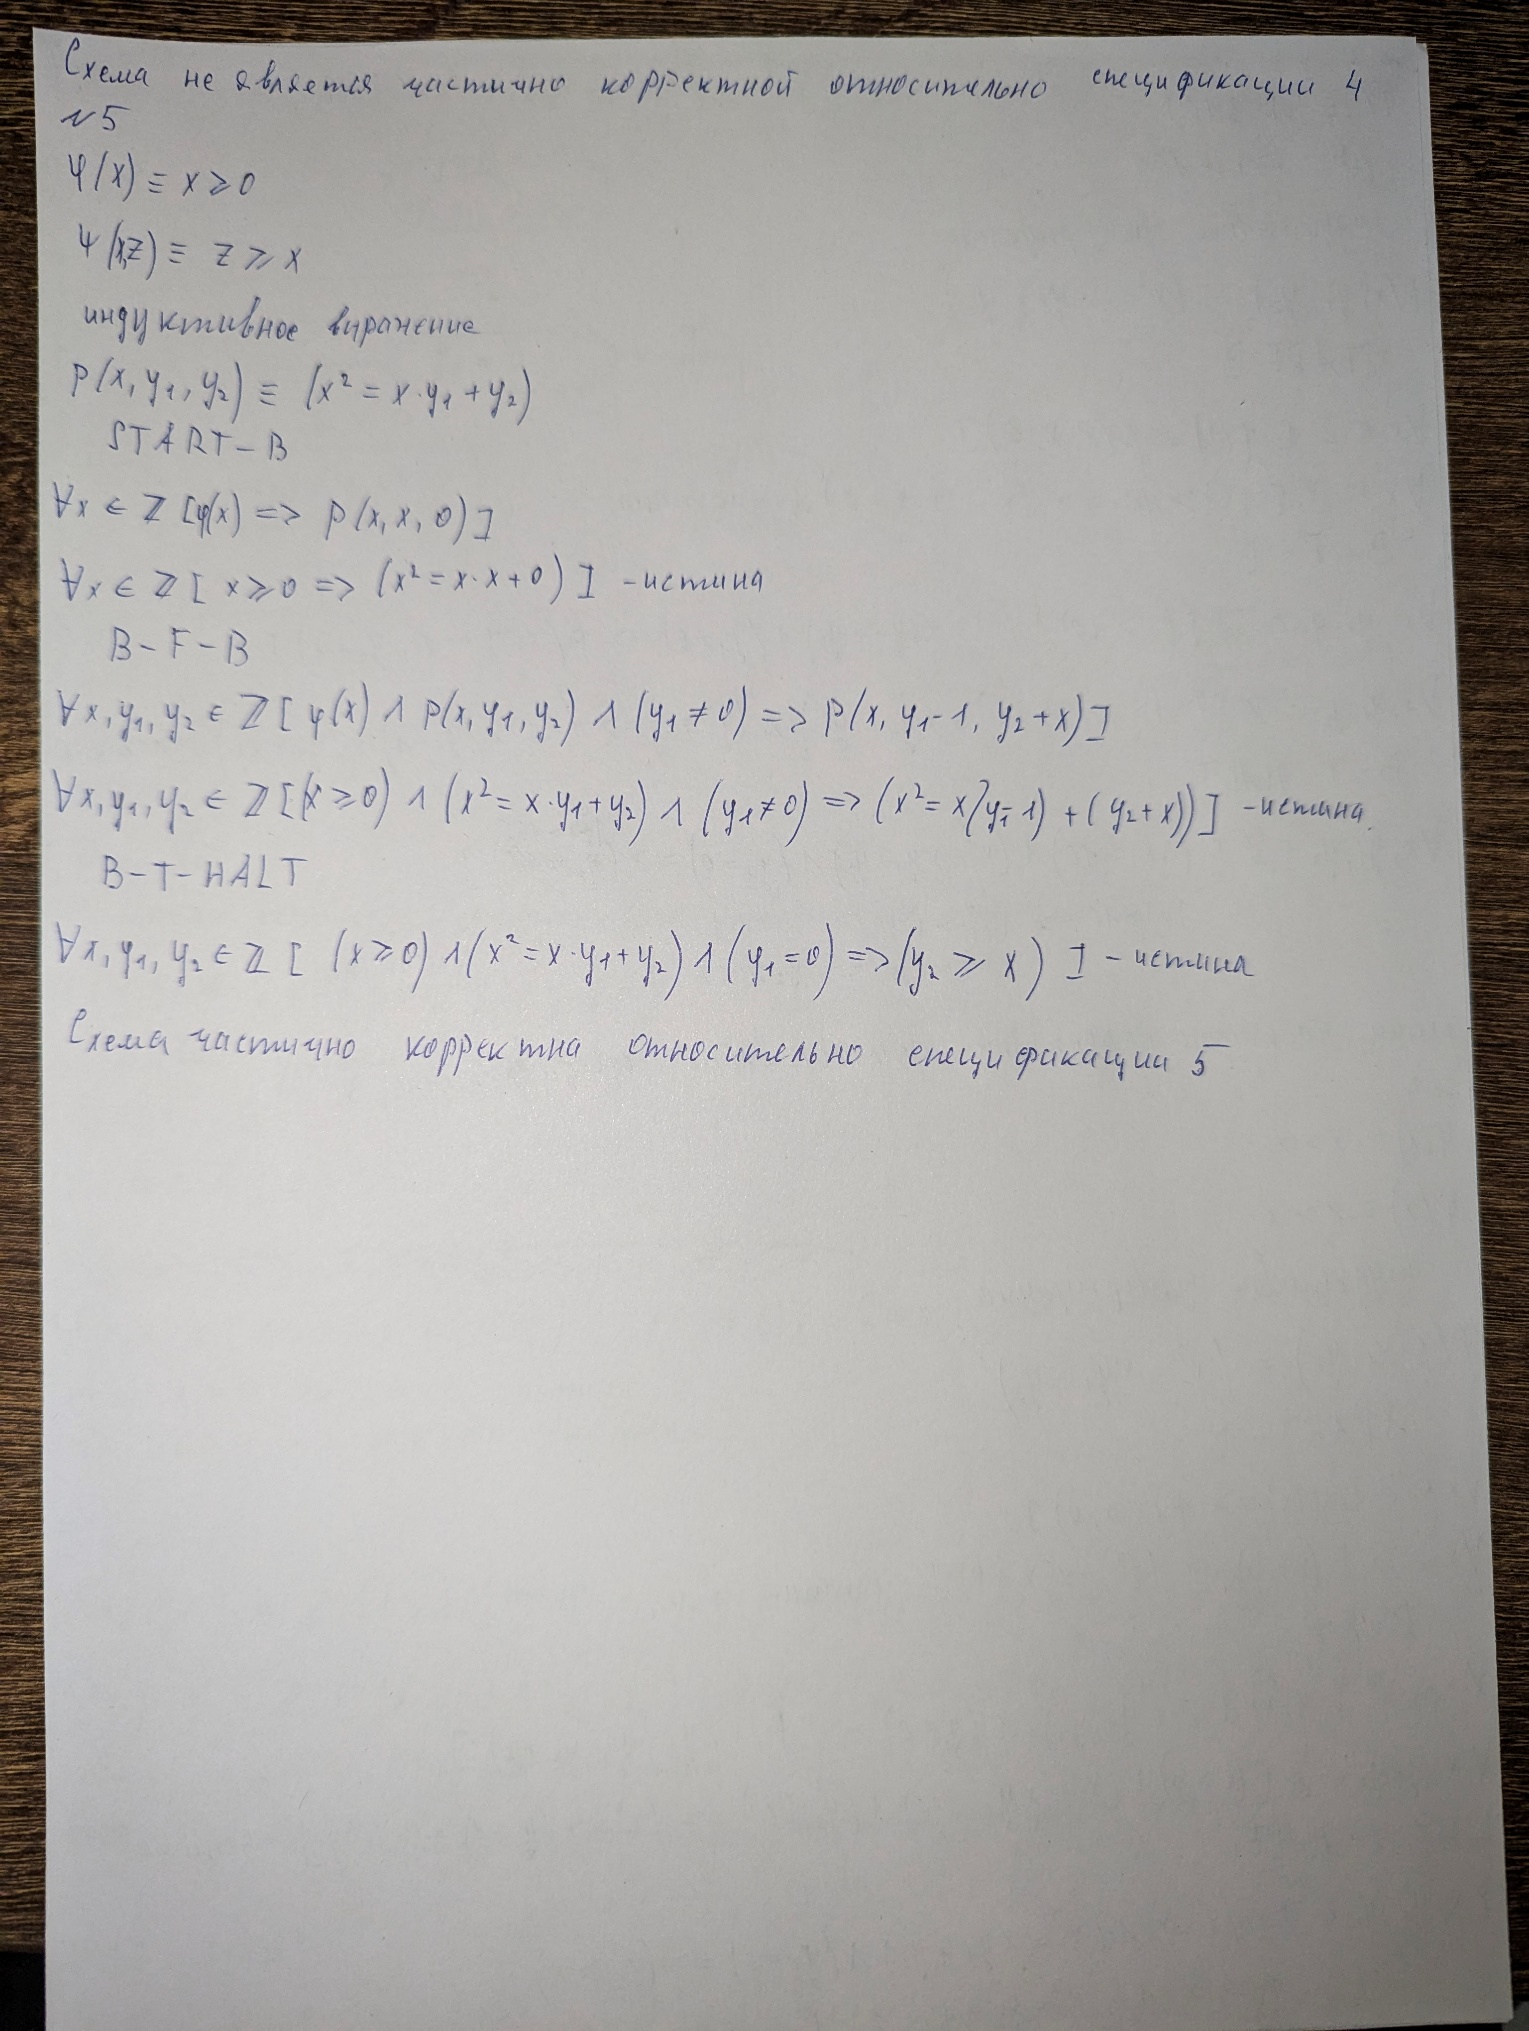 Схема не является частично корректной относительно спецификации 4
№5
φ(x) ≡ x ≥ 0
Ψ(x,z) ≡ z ≥ x
индуктивное выражение
P(x, y₁, y₂) ≡ (x² = x·y₁ + y₂)
START – B
∀x ∈ ℤ [φ(x) => P(x, x, 0)]
∀x ∈ ℤ [ x ≥ 0 => (x² = x·x + 0) ] – истина
B – F – B
∀x, y₁, y₂ ∈ ℤ [ φ(x) ∧ P(x, y₁, y₂) ∧ (y₁ ≠ 0) => P(x, y₁ - 1, y₂ + x) ]
∀x, y₁, y₂ ∈ ℤ [(x ≥ 0) ∧ (x² = x·y₁ + y₂) ∧ (y₁ ≠ 0) => (x² = x(y₁ - 1) + (y₂ + x))] – истина.
B – T – HALT
∀x, y₁, y₂ ∈ ℤ [ (x ≥ 0) ∧ (x² = x·y₁ + y₂) ∧ (y₁ = 0) => (y₂ ≥ x) ] – истина
Схема частично корректна относительно спецификации 5